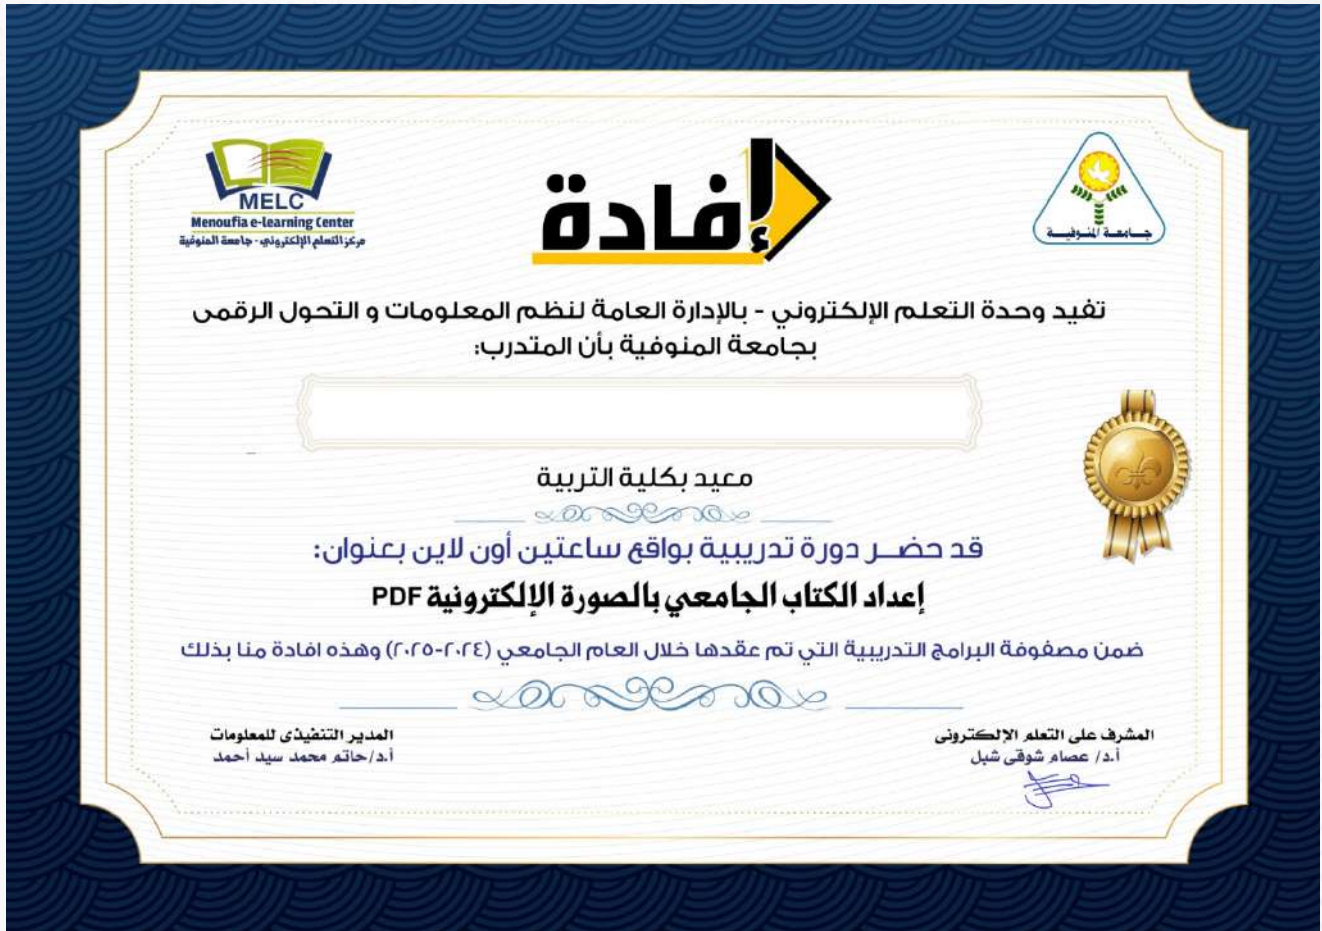 جامعة المنوفية
إفادة
MELC
Menoufia e-learning Center
مركز التعلم الإلكتروني - جامعة المنوفية
تفيد وحدة التعلم الإلكتروني - بالإدارة العامة لنظم المعلومات و التحول الرقمى
بجامعة المنوفية بأن المتدرب:
معيد بكلية التربية
قد حضــر دورة تدريبية بواقع ساعتين أون لاين بعنوان:
إعداد الكتاب الجامعي بالصورة الإلكترونية PDF
ضمن مصفوفة البرامج التدريبية التي تم عقدها خلال العام الجامعي (٢٠٢٤-٢٠٢٥) وهذه افادة منا بذلك
المشرف على التعلم الإلكترونى
أ.د/ عصام شوقى شبل
المدير التنفيذى للمعلومات
أ.د/حاتم محمد سيد أحمد